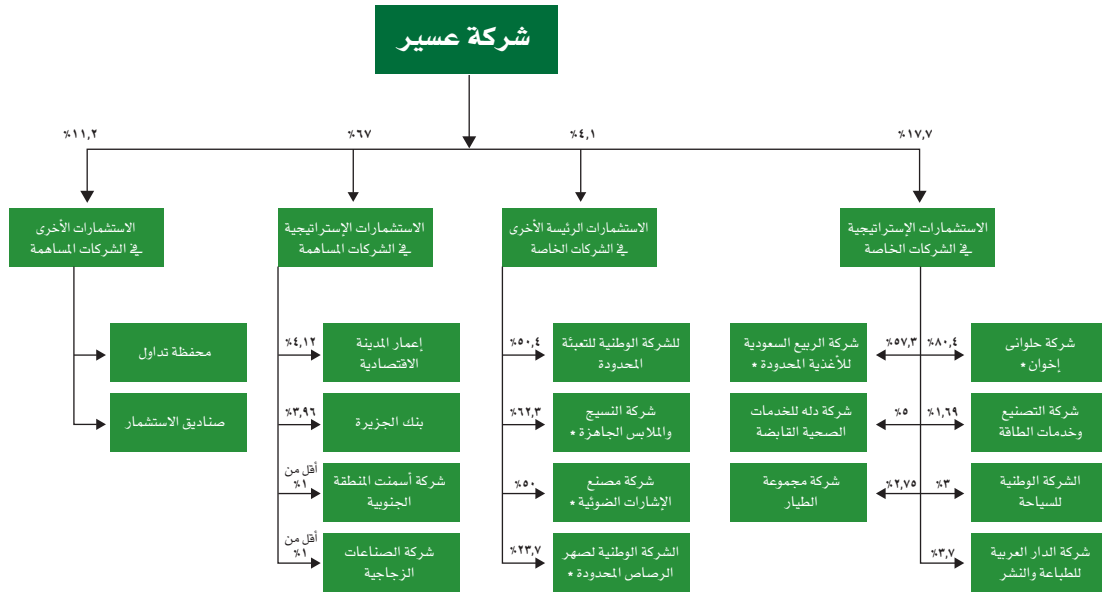 شركة عسير
٪١٧,٧
٪٤,١
٪٦٧
٪١١,٢
الاستثمارات الإستراتيجية
في الشركات الخاصة
٪٨٠,٤
شركة حلوانى
إخوان *
٪١,٦٩
شركة التصنيع
وخدمات الطاقة
٪٣
الشركة الوطنية
للسياحة
٪٣,٧
شركة الدار العربية
للطباعة والنشر
٪٥٧,٣
شركة الربيع السعودية
للأغذية المحدودة *
٪٥
شركة دله للخدمات
الصحية القابضة
٪٢,٧٥
شركة مجموعة
الطيار
الاستثمارات الرئيسة الأخرى
في الشركات الخاصة
٪٥٠,٤
للشركة الوطنية للتعبئة
المحدودة
٪٦٢,٣
شركة النسيج
والملابس الجاهزة *
٪٥٠
شركة مصنع
الإشارات الضوئية *
٪٢٣,٧
الشركة الوطنية لصهر
الرصاص المحدودة *
الاستثمارات الإستراتيجية
في الشركات المساهمة
٪٤,١٢
إعمار المدينة
الاقتصادية
٪٣,٩٦
بنك الجزيرة
أقل من
٪١
شركة أسمنت المنطقة
الجنوبية
أقل من
٪١
شركة الصناعات
الزجاجية
الاستثمارات الأخرى
في الشركات المساهمة
محفظة تداول
صناديق الاستثمار